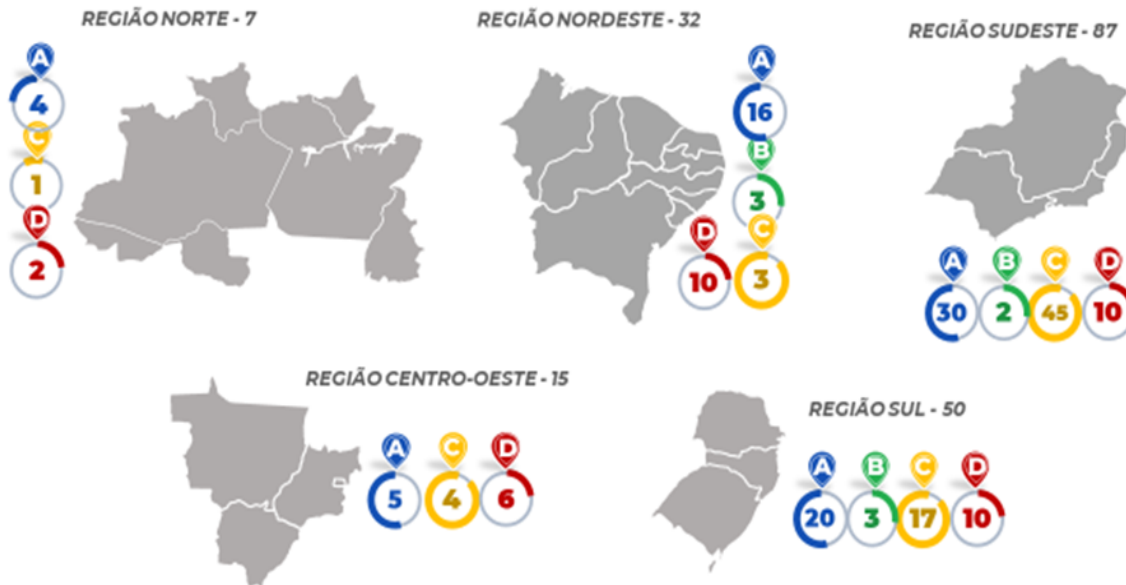 REGIÃO NORTE - 7
A
4
C
1
D
2
REGIÃO NORDESTE - 32
A
16
B
3
D
10
C
3
REGIÃO SUDESTE - 87
A B C D
30 2 45 10
REGIÃO CENTRO-OESTE - 15
A C D
5 4 6
REGIÃO SUL - 50
A B C D
20 3 17 10